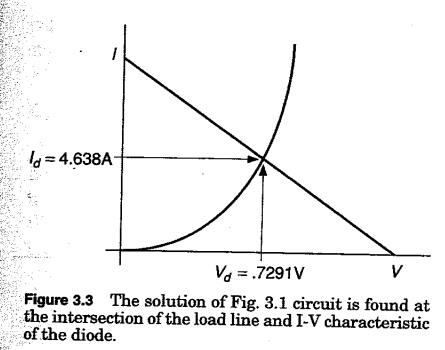 I
I_d = 4.638A
V_d = .7291V
V
Figure 3.3 The solution of Fig. 3.1 circuit is found at
the intersection of the load line and I-V characteristic
of the diode.